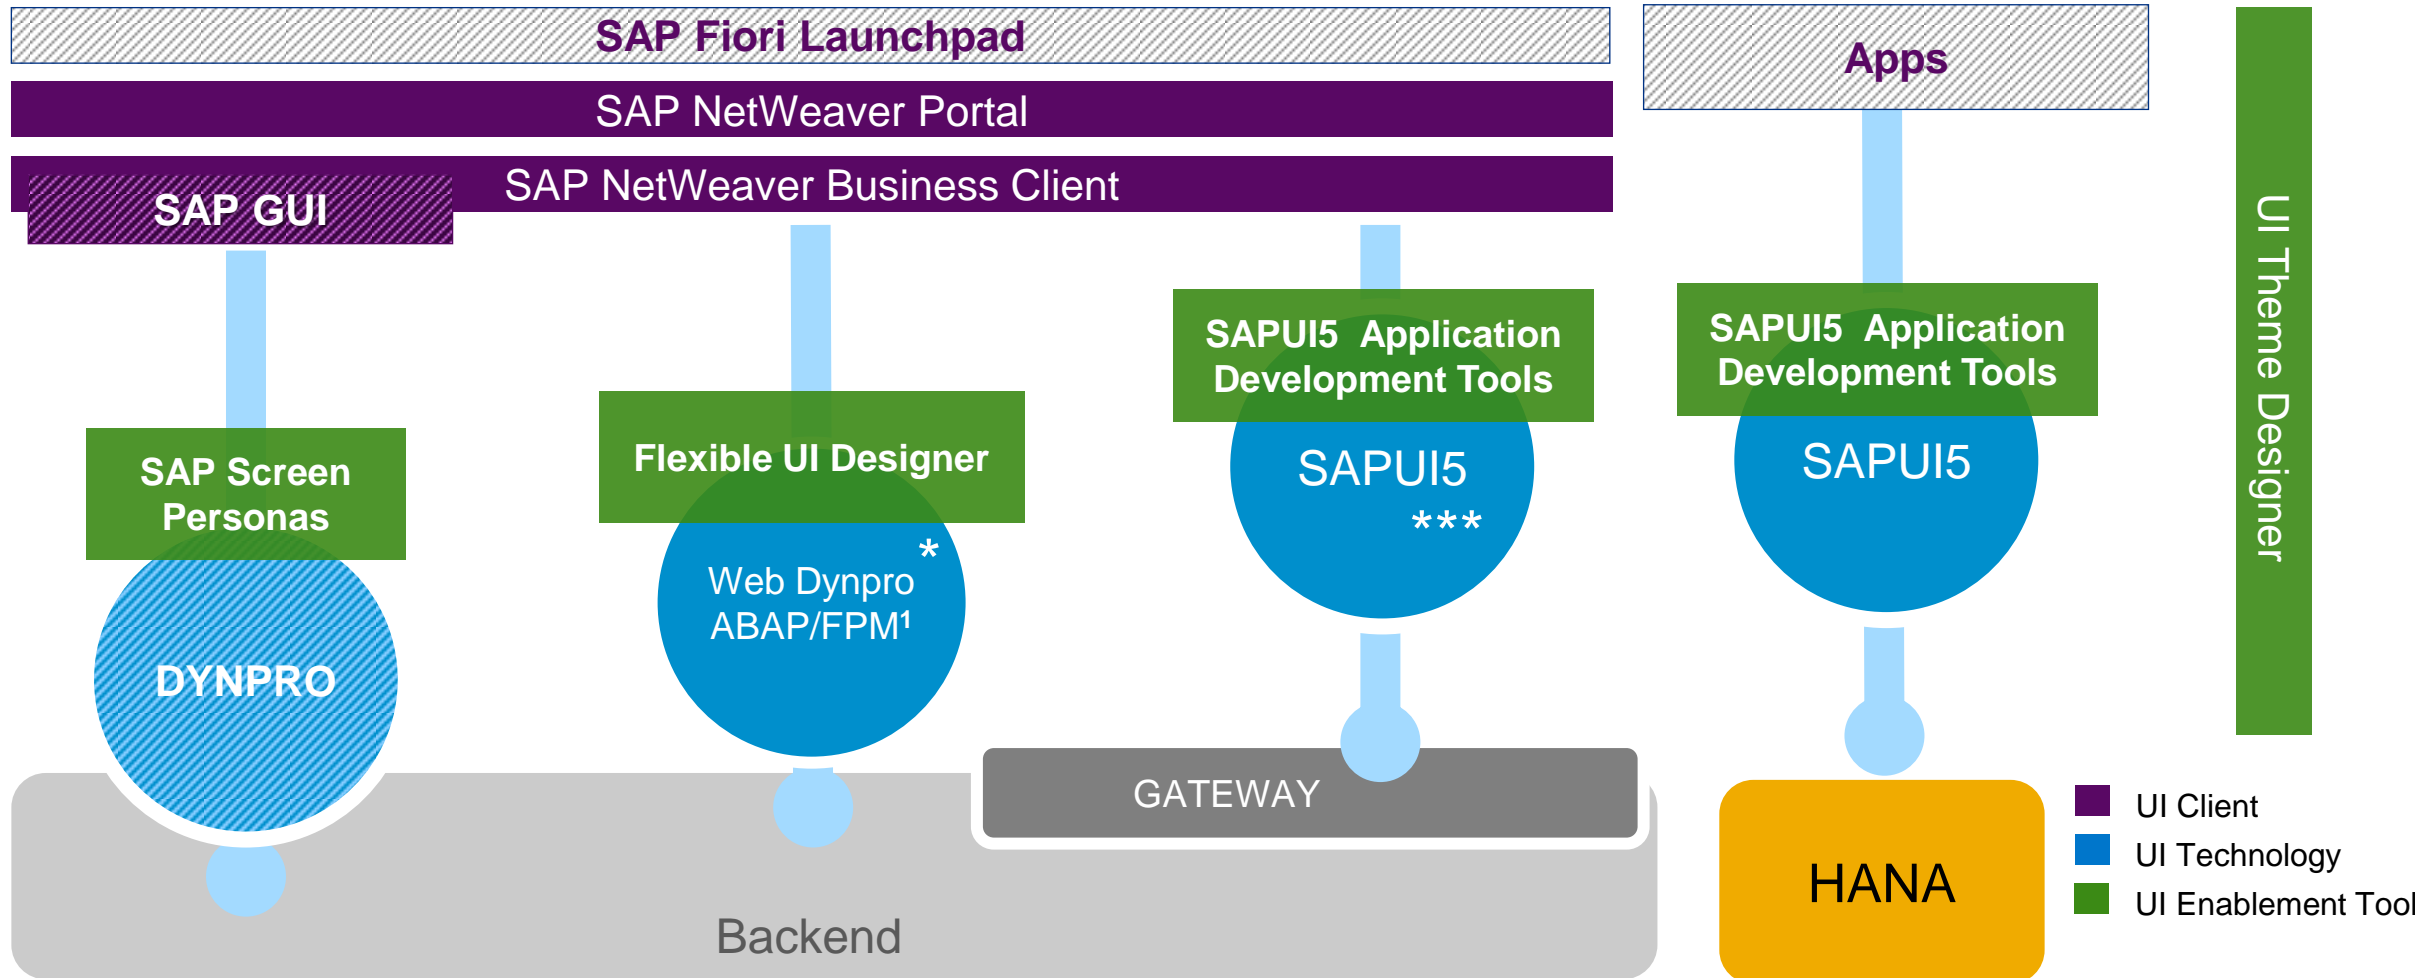 SAP Fiori Launchpad
SAP NetWeaver Portal
SAP NetWeaver Business Client
SAP GUI
Apps
SAP Screen
Personas
DYNPRO
Flexible UI Designer
*
Web Dynpro
ABAP/FPM¹
SAPUI5 Application
Development Tools
SAPUI5
***
SAPUI5 Application
Development Tools
SAPUI5
UI Theme Designer
GATEWAY
Backend
HANA
UI Client
UI Technology
UI Enablement Tool